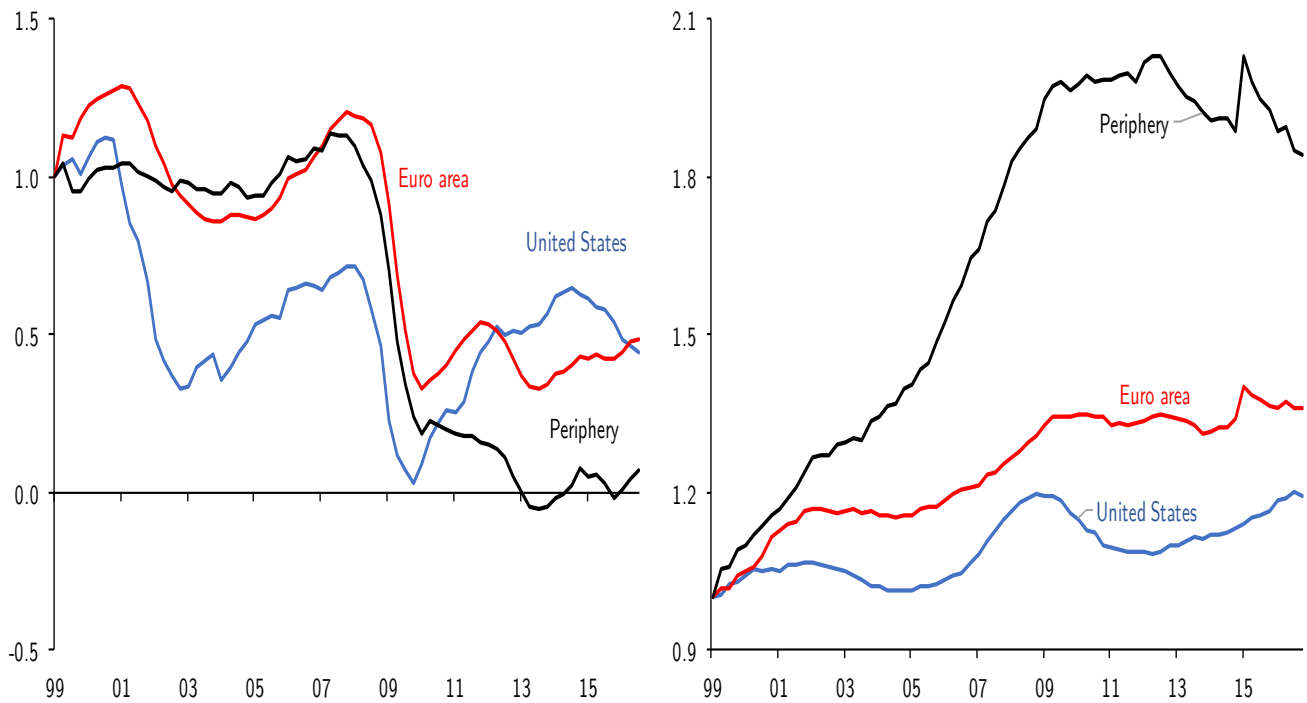 1.5
1.0
0.5
0.0
-0.5
Euro area
United States
Periphery
99 01 03 05 07 09 11 13 15
2.1
1.8
1.5
1.2
0.9
Periphery
Euro area
United States
99 01 03 05 07 09 11 13 15